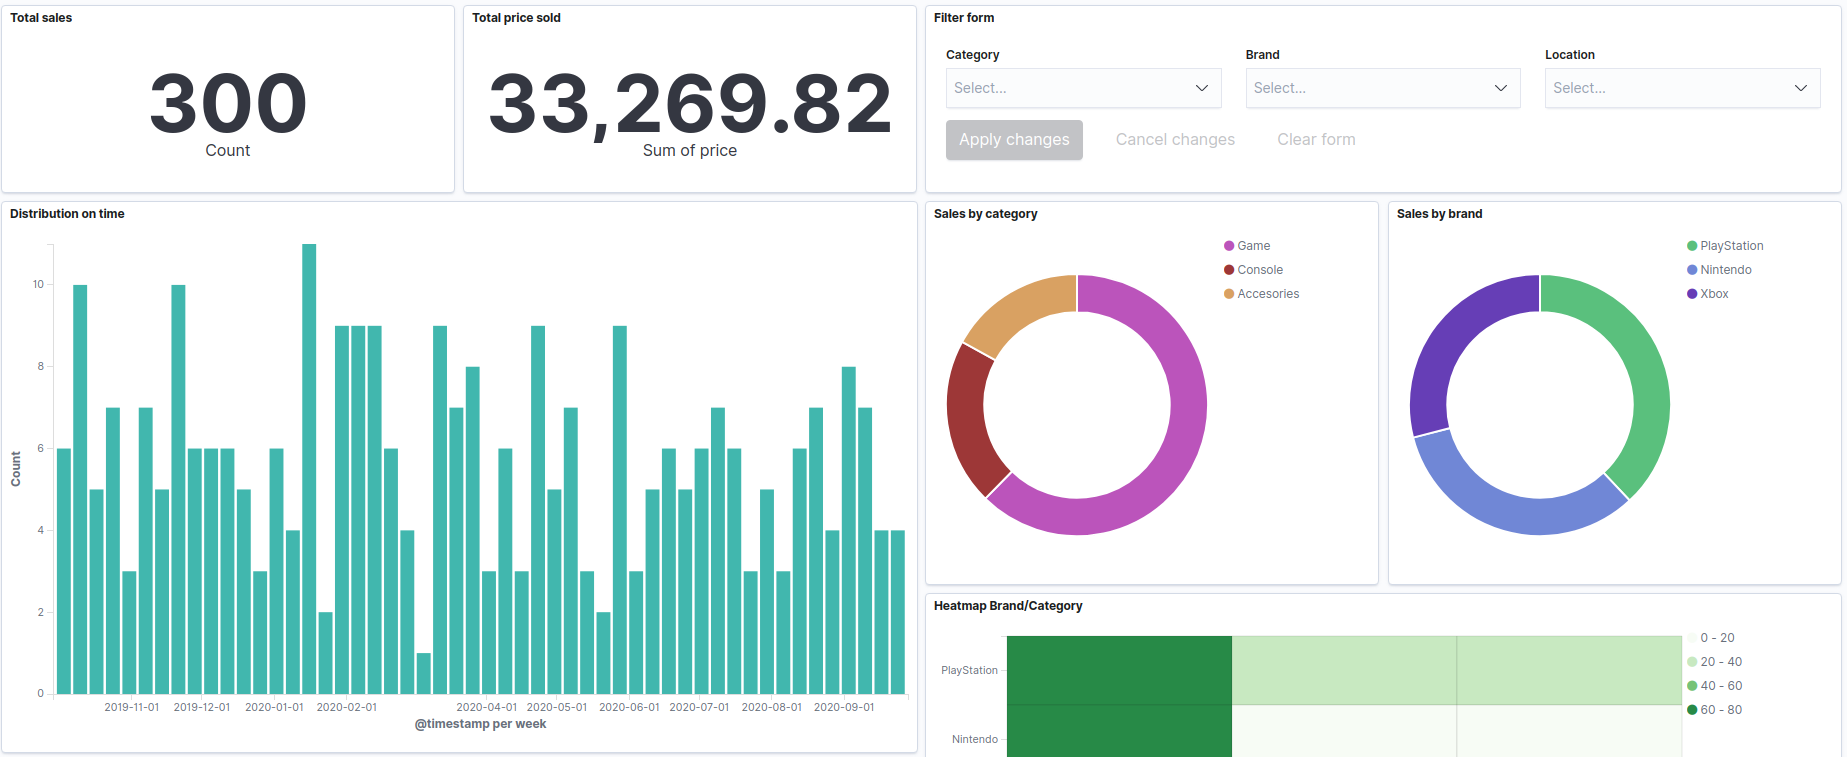 Total sales
300
Count
Total price sold
33,269.82
Sum of price
Filter form
Category
Brand
Location
Select...
Select...
Select...
Apply changes
Cancel changes
Clear form
Distribution on time
Count
10
8
6
4
2
0
2019-11-01
2019-12-01
2020-01-01
2020-02-01
2020-04-01
2020-05-01
2020-06-01
2020-07-01
2020-08-01
2020-09-01
@timestamp per week
Sales by category
Game
Console
Accesories
Sales by brand
PlayStation
Nintendo
Xbox
Heatmap Brand/Category
PlayStation
Nintendo
0 - 20
20 - 40
40 - 60
60 - 80